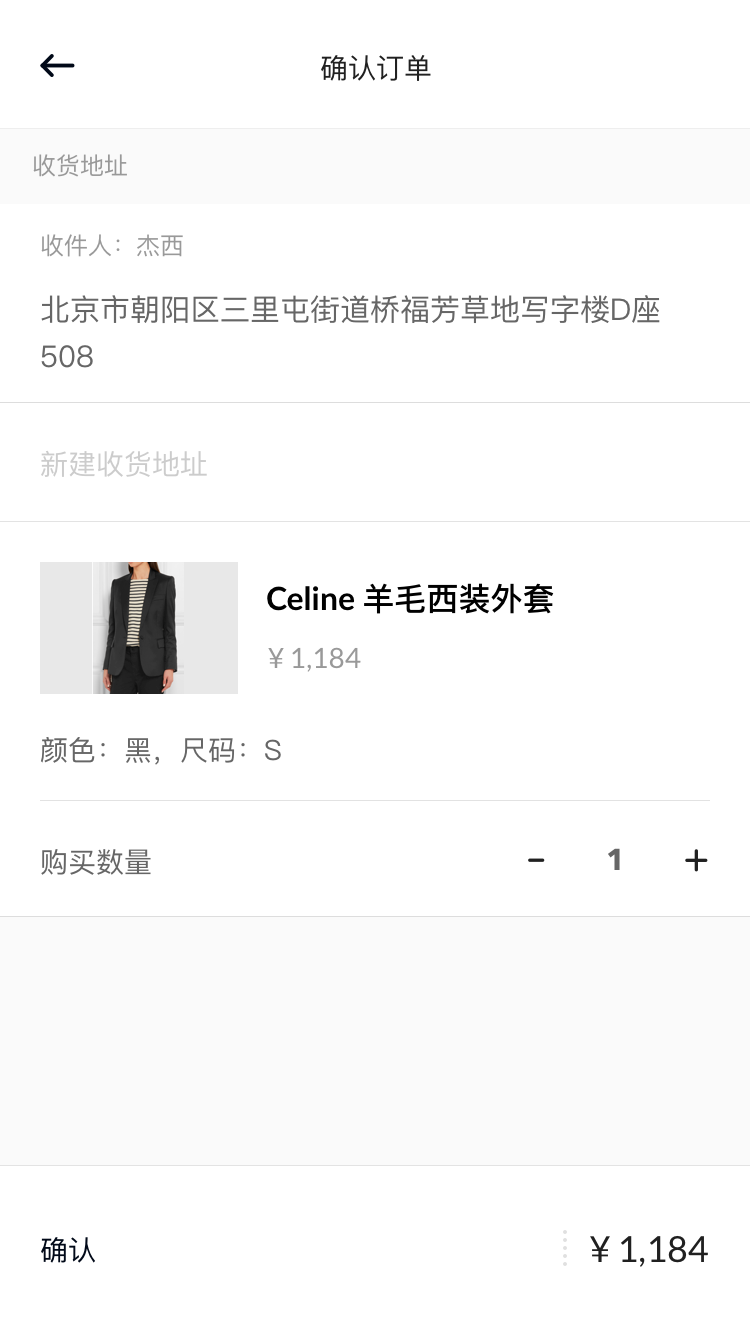 确认订单
收货地址
收件人：杰西
北京市朝阳区三里屯街道桥福芳草地写字楼D座
508
新建收货地址
Celine 羊毛西装外套
¥ 1,184
颜色：黑，尺码：S
购买数量 − 1 +
确认 ¥ 1,184